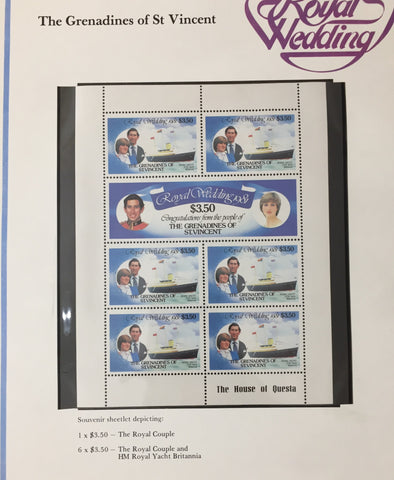 The Grenadines of St Vincent
Royal
Wedding
Royal Wedding 1981 $3.50
THE GRENADINES OF
ST.VINCENT
Royal Wedding 1981 $3.50
THE GRENADINES OF
ST.VINCENT
Royal Wedding 1981
$3.50
Congratulations from the people of
THE GRENADINES OF
ST.VINCENT
Royal Wedding 1981 $3.50
THE GRENADINES OF
ST.VINCENT
Royal Wedding 1981 $3.50
THE GRENADINES OF
ST.VINCENT
Royal Wedding 1981 $3.50
THE GRENADINES OF
ST.VINCENT
Royal Wedding 1981 $3.50
THE GRENADINES OF
ST.VINCENT
The House of Questa
Souvenir sheetlet depicting:
1 x $3.50 — The Royal Couple
6 x $3.50 — The Royal Couple and
HM Royal Yacht Britannia